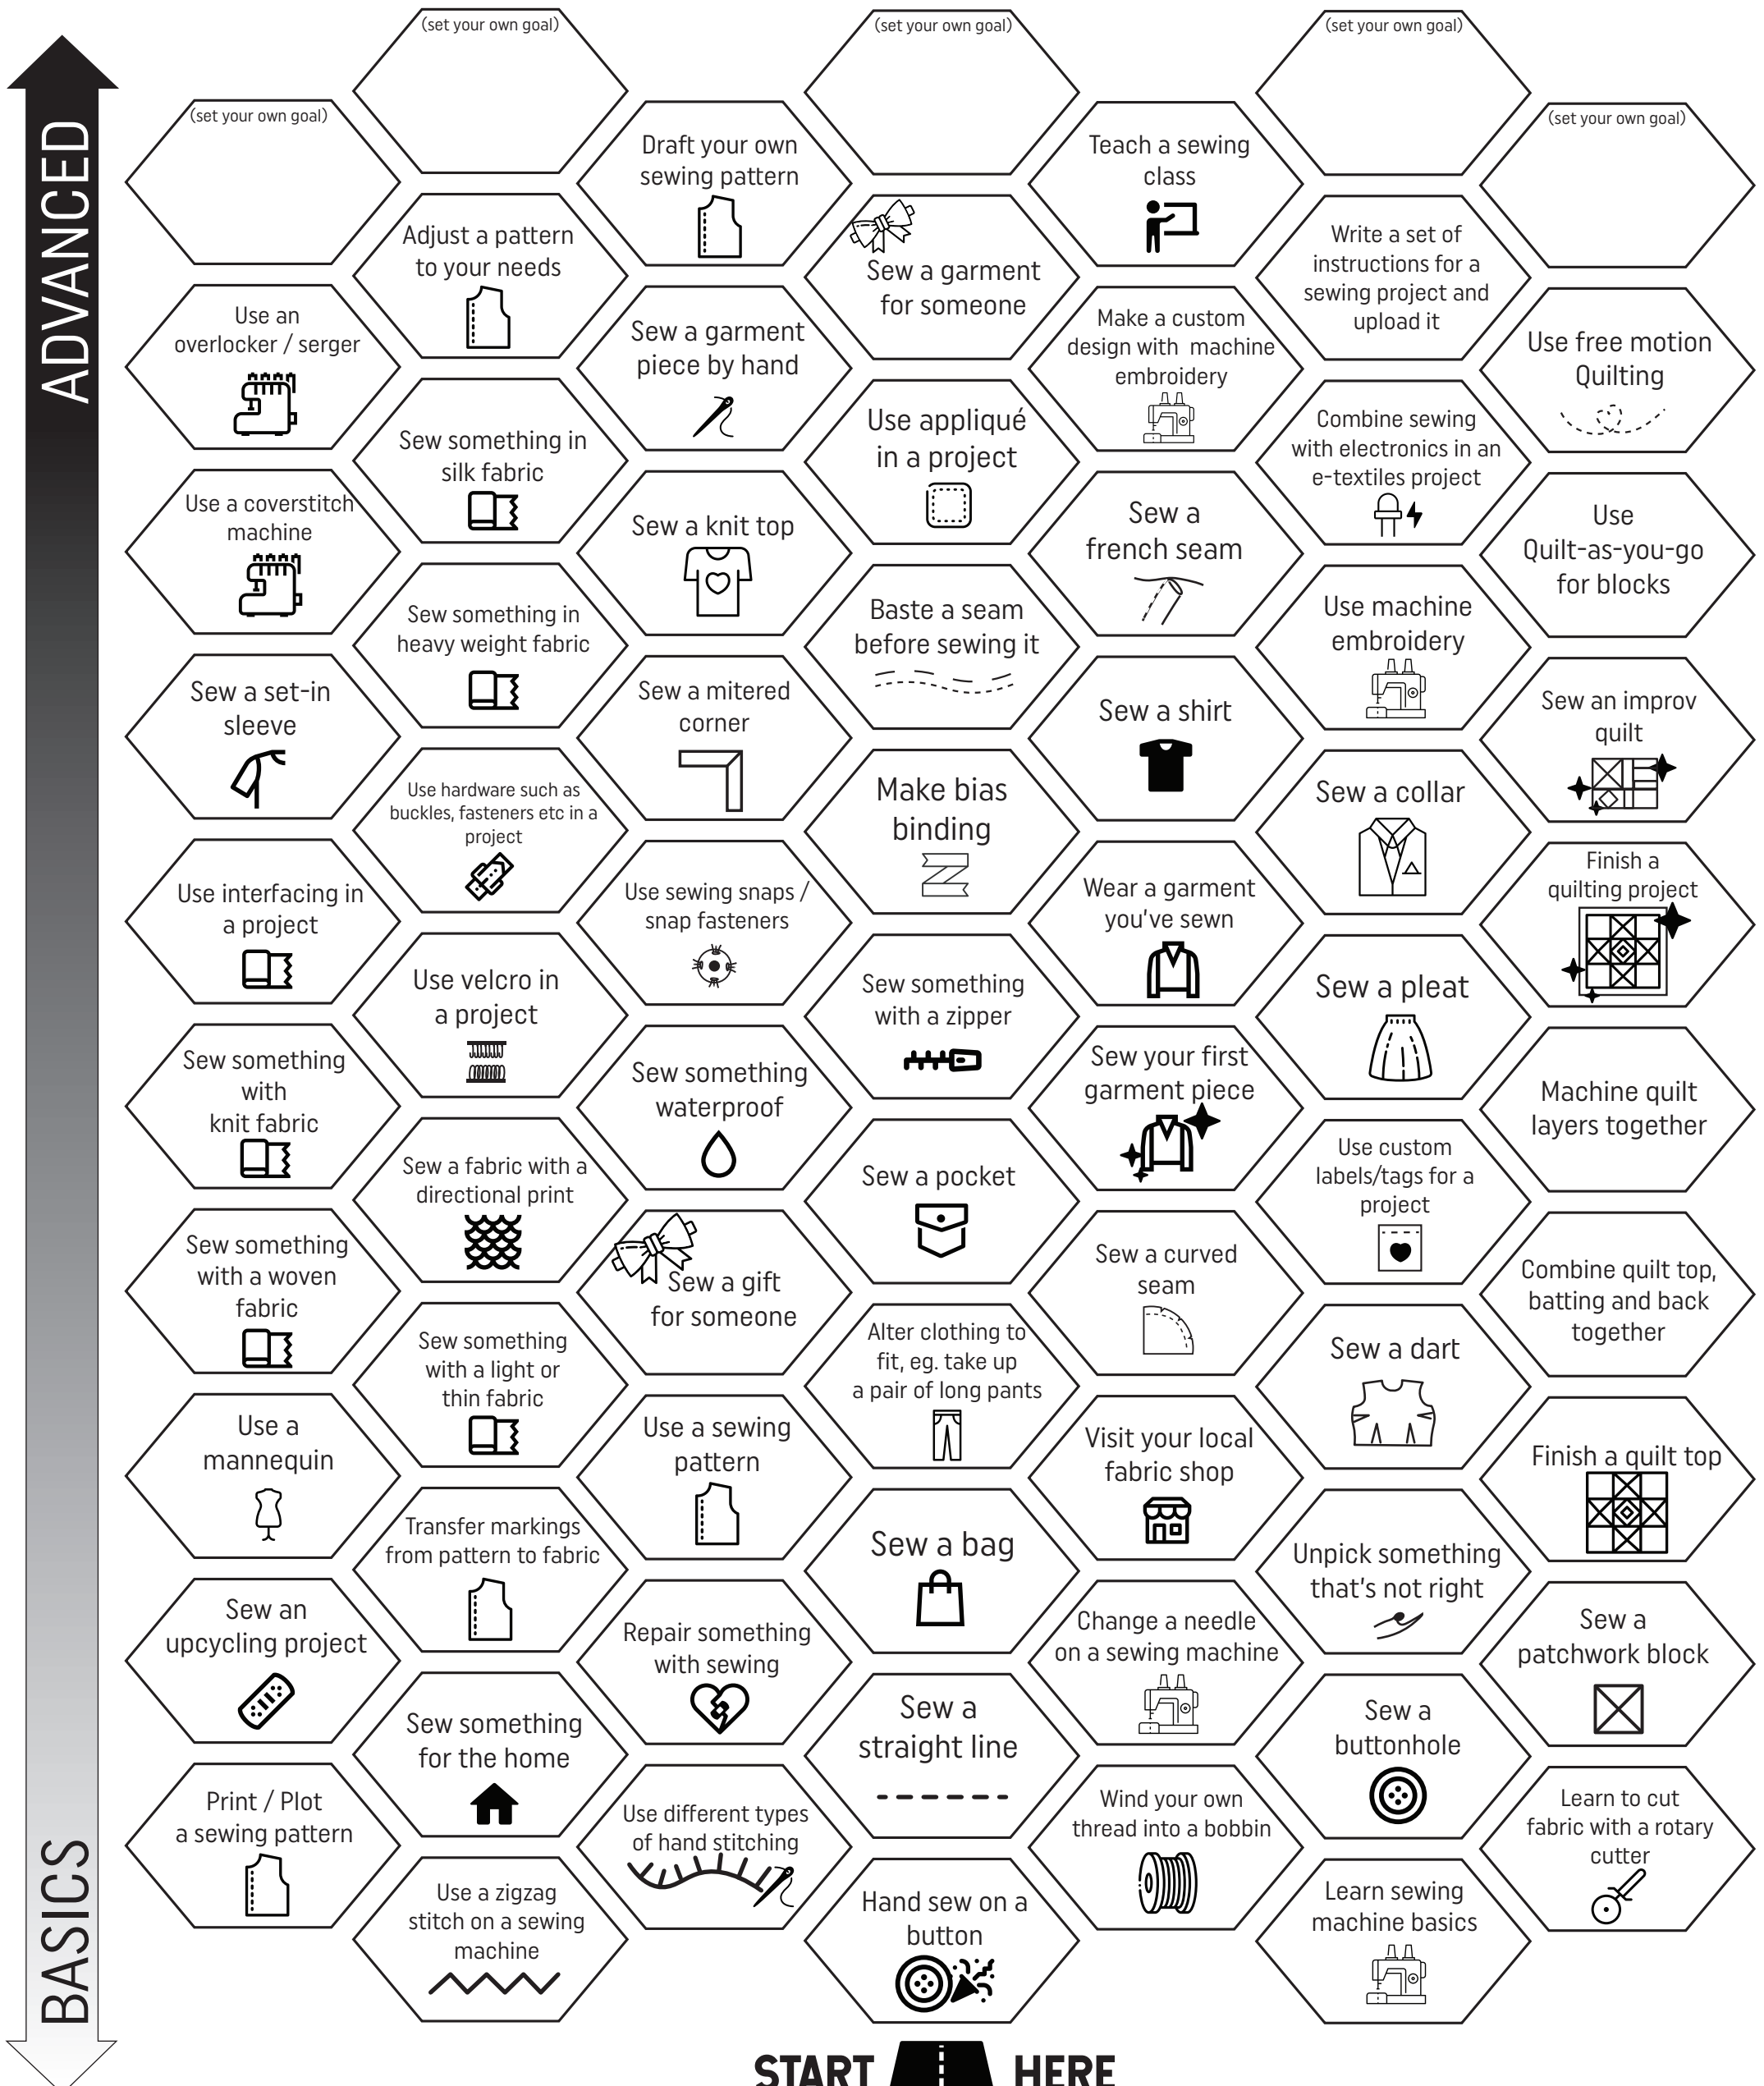 (set your own goal)
(set your own goal)
(set your own goal)
(set your own goal)
(set your own goal)
ADVANCED
Draft your own
sewing pattern
Teach a sewing
class
Adjust a pattern
to your needs
Sew a garment
for someone
Write a set of
instructions for a
sewing project and
upload it
Use an
overlocker / serger
Sew a garment
piece by hand
Make a custom
design with machine
embroidery
Use free motion
Quilting
Sew something in
silk fabric
Use appliqué
in a project
Combine sewing
with electronics in an
e-textiles project
Use a coverstitch
machine
Sew a knit top
Sew a
french seam
Use
Quilt-as-you-go
for blocks
Sew something in
heavy weight fabric
Baste a seam
before sewing it
Use machine
embroidery
Sew a set-in
sleeve
Sew a mitered
corner
Sew a shirt
Sew an improv
quilt
Use hardware such as
buckles, fasteners etc in a
project
Make bias
binding
Sew a collar
Use interfacing in
a project
Use sewing snaps /
snap fasteners
Wear a garment
you've sewn
Finish a
quilting project
Use velcro in
a project
Sew something
with a zipper
Sew a pleat
Sew something
with
knit fabric
Sew something
waterproof
Sew your first
garment piece
Machine quilt
layers together
Sew a fabric with a
directional print
Sew a pocket
Use custom
labels/tags for a
project
Sew something
with a woven
fabric
Sew a gift
for someone
Sew a curved
seam
Combine quilt top,
batting and back
together
Sew something
with a light or
thin fabric
Alter clothing to
fit, eg. take up
a pair of long pants
Sew a dart
Use a
mannequin
Use a sewing
pattern
Visit your local
fabric shop
Finish a quilt top
Transfer markings
from pattern to fabric
Sew a bag
Unpick something
that's not right
Sew an
upcycling project
Repair something
with sewing
Change a needle
on a sewing machine
Sew a
patchwork block
Sew something
for the home
Sew a
straight line
Sew a
buttonhole
Print / Plot
a sewing pattern
Use different types
of hand stitching
Wind your own
thread into a bobbin
Learn to cut
fabric with a rotary
cutter
BASICS
Use a zigzag
stitch on a sewing
machine
Hand sew on a
button
Learn sewing
machine basics
START HERE